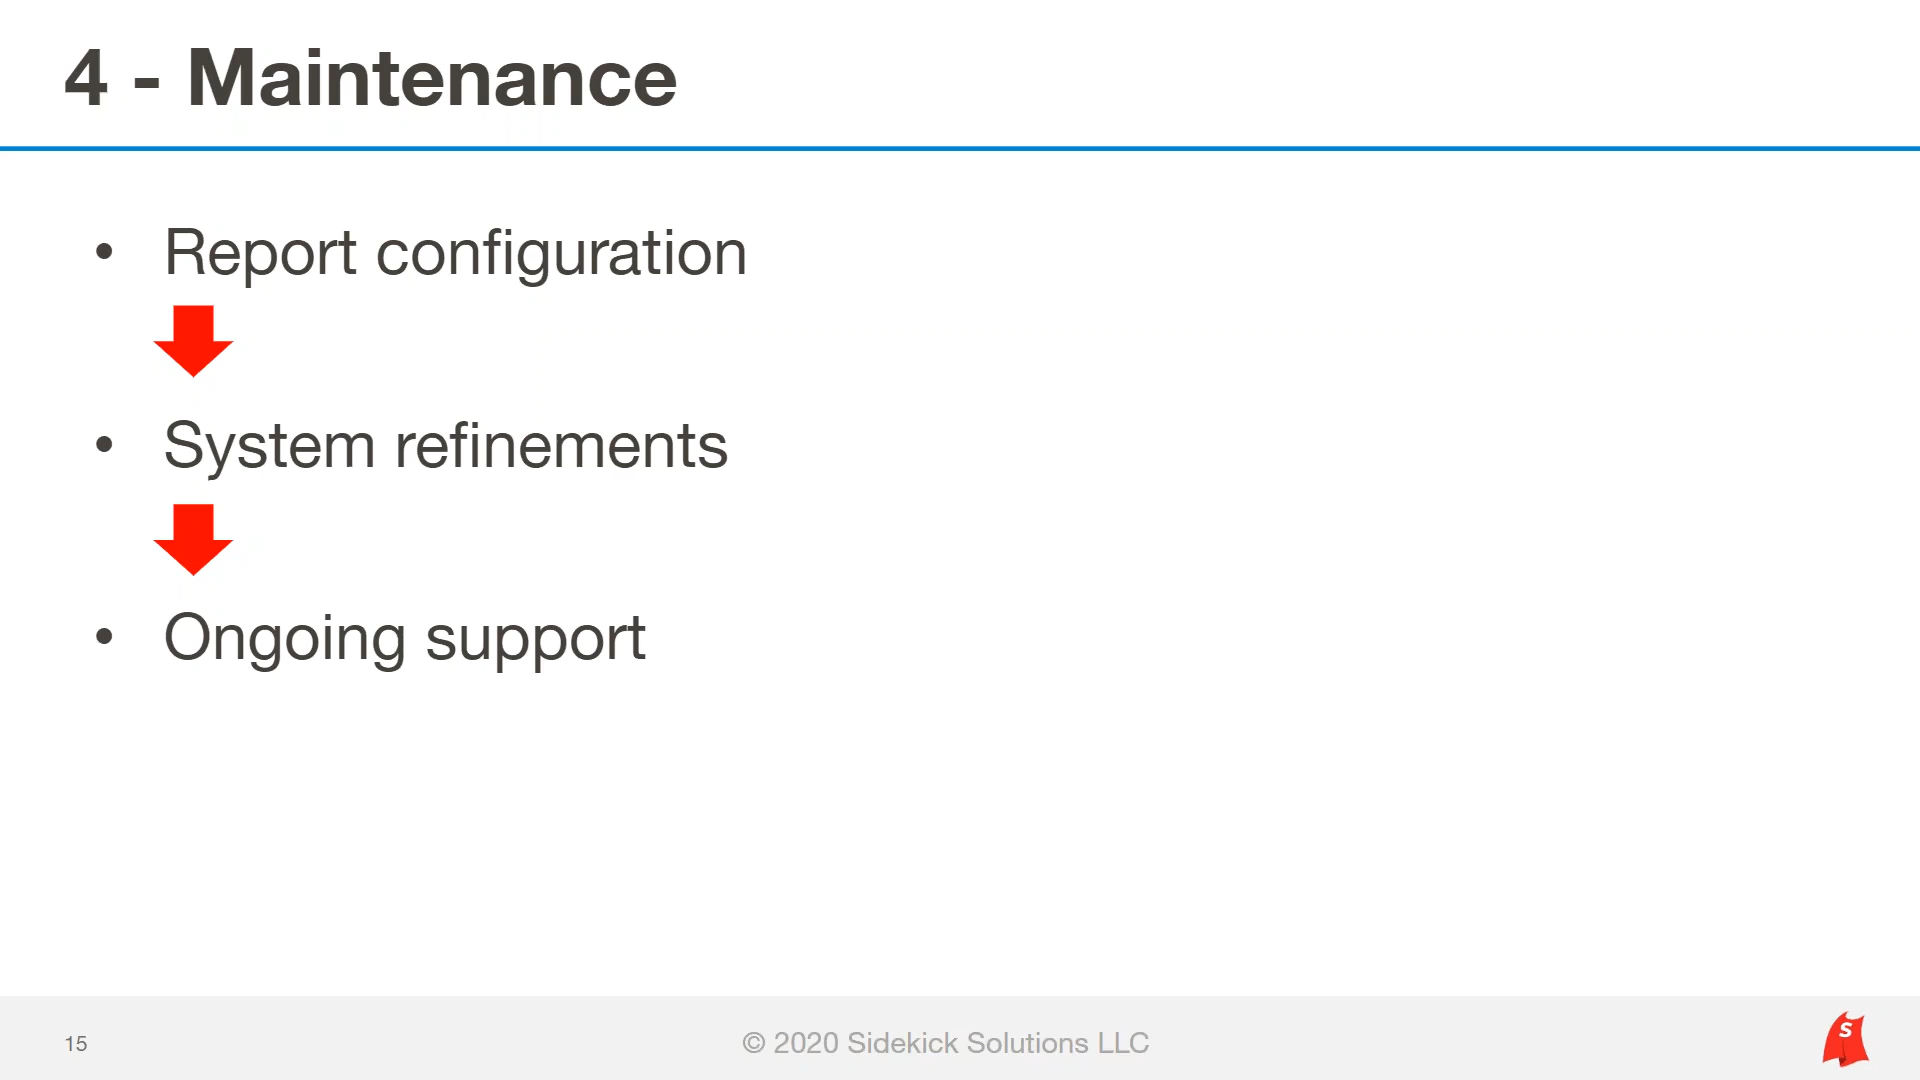 4 - Maintenance
• Report configuration
• System refinements
• Ongoing support
15
© 2020 Sidekick Solutions LLC
S